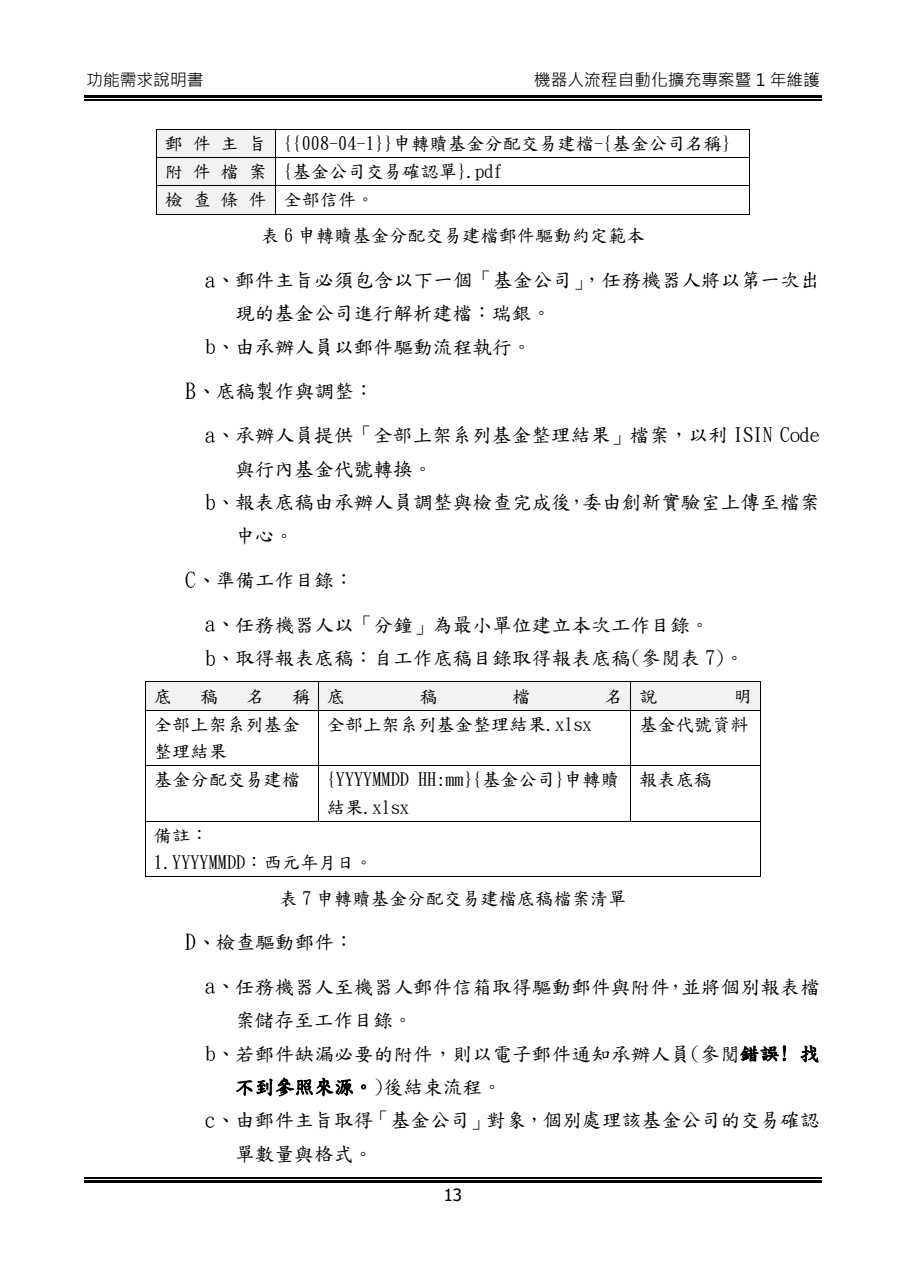 功能需求說明書 機器人流程自動化擴充專案暨 1 年維護
郵件主旨 {{008-04-1}}申轉贖基金分配交易建檔-{基金公司名稱}
附件檔案 {基金公司交易確認單}.pdf
檢查條件 全部信件。
表 6 申轉贖基金分配交易建檔郵件驅動約定範本
a、郵件主旨必須包含以下一個「基金公司」，任務機器人將以第一次出
現的基金公司進行解析建檔：瑞銀。
b、由承辦人員以郵件驅動流程執行。
B、底稿製作與調整：
a、承辦人員提供「全部上架系列基金整理結果」檔案，以利 ISIN Code
與行內基金代號轉換。
b、報表底稿由承辦人員調整與檢查完成後，委由創新實驗室上傳至檔案
中心。
C、準備工作目錄：
a、任務機器人以「分鐘」為最小單位建立本次工作目錄。
b、取得報表底稿：自工作底稿目錄取得報表底稿(參閱表 7)。
底稿名稱 底稿檔名 說明
全部上架系列基金 全部上架系列基金整理結果.xlsx 基金代號資料
整理結果
基金分配交易建檔 {YYYYMMDD HH:mm}{基金公司}申轉贖 報表底稿
結果.xlsx
備註：
1.YYYYMMDD：西元年月日。
表 7 申轉贖基金分配交易建檔底稿檔案清單
D、檢查驅動郵件：
a、任務機器人至機器人郵件信箱取得驅動郵件與附件，並將個別報表檔
案儲存至工作目錄。
b、若郵件缺漏必要的附件，則以電子郵件通知承辦人員(參閱錯誤! 找
不到參照來源。)後結束流程。
c、由郵件主旨取得「基金公司」對象，個別處理該基金公司的交易確認
單數量與格式。
13